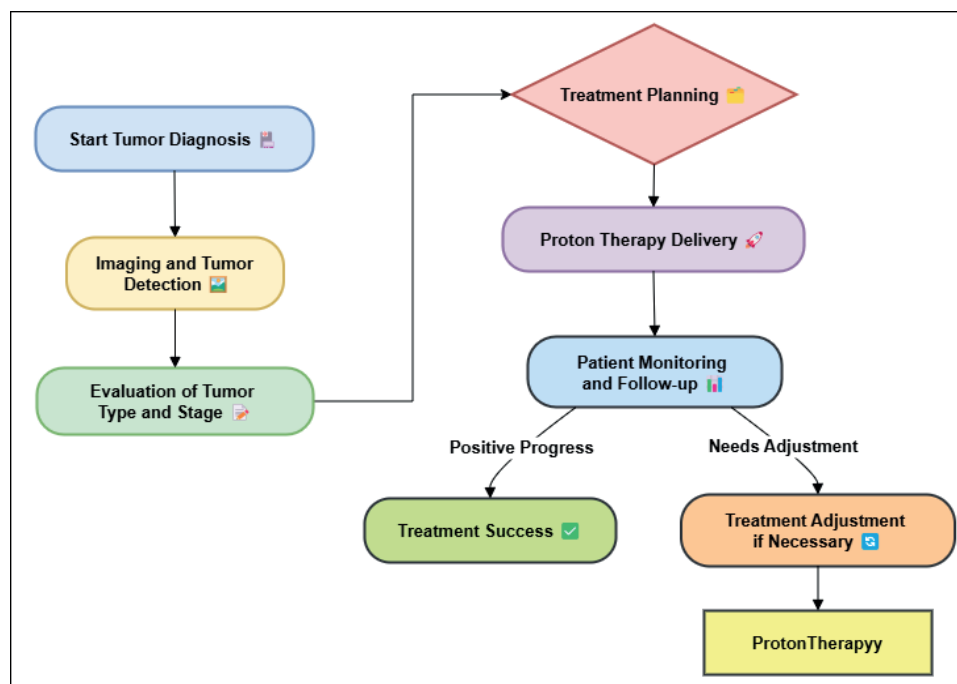 Start Tumor Diagnosis 💾
Imaging and Tumor
Detection 🖼️
Evaluation of Tumor
Type and Stage 📝
Treatment Planning 🗂️
Proton Therapy Delivery 🚀
Patient Monitoring
and Follow-up 📊
Positive Progress
Needs Adjustment
Treatment Success ✅
Treatment Adjustment
if Necessary 🔄
ProtonTherapyy